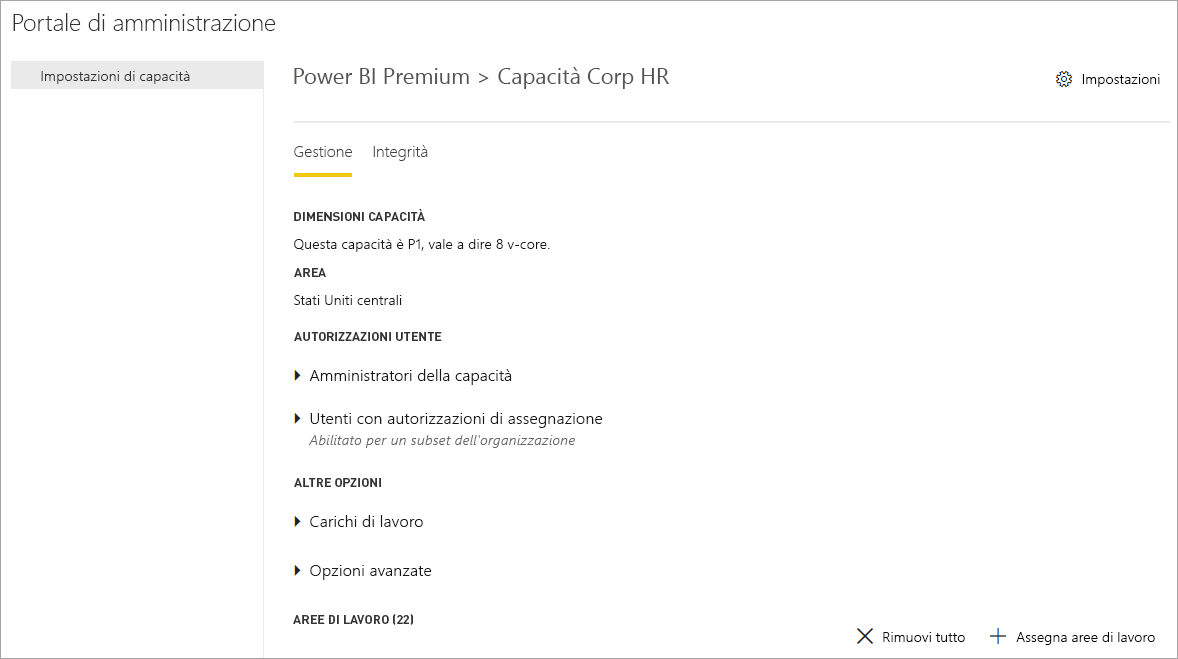 Portale di amministrazione
Impostazioni di capacità
Power BI Premium > Capacità Corp HR
Impostazioni
Gestione Integrità
DIMENSIONI CAPACITÀ
Questa capacità è P1, vale a dire 8 v-core.
AREA
Stati Uniti centrali
AUTORIZZAZIONI UTENTE
Amministratori della capacità
Utenti con autorizzazioni di assegnazione
Abilitato per un subset dell'organizzazione
ALTRE OPZIONI
Carichi di lavoro
Opzioni avanzate
AREE DI LAVORO (22)
Rimuovi tutto Assegna aree di lavoro